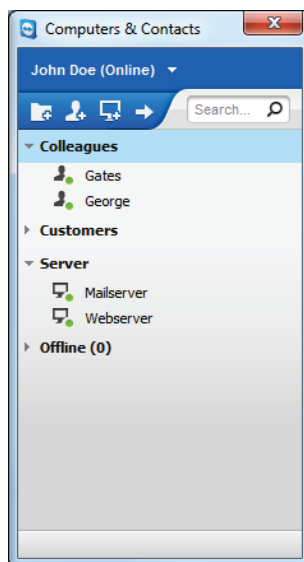 Computers & Contacts
John Doe (Online)
Search...
Colleagues
Gates
George
Customers
Server
Mailserver
Webserver
Offline (0)